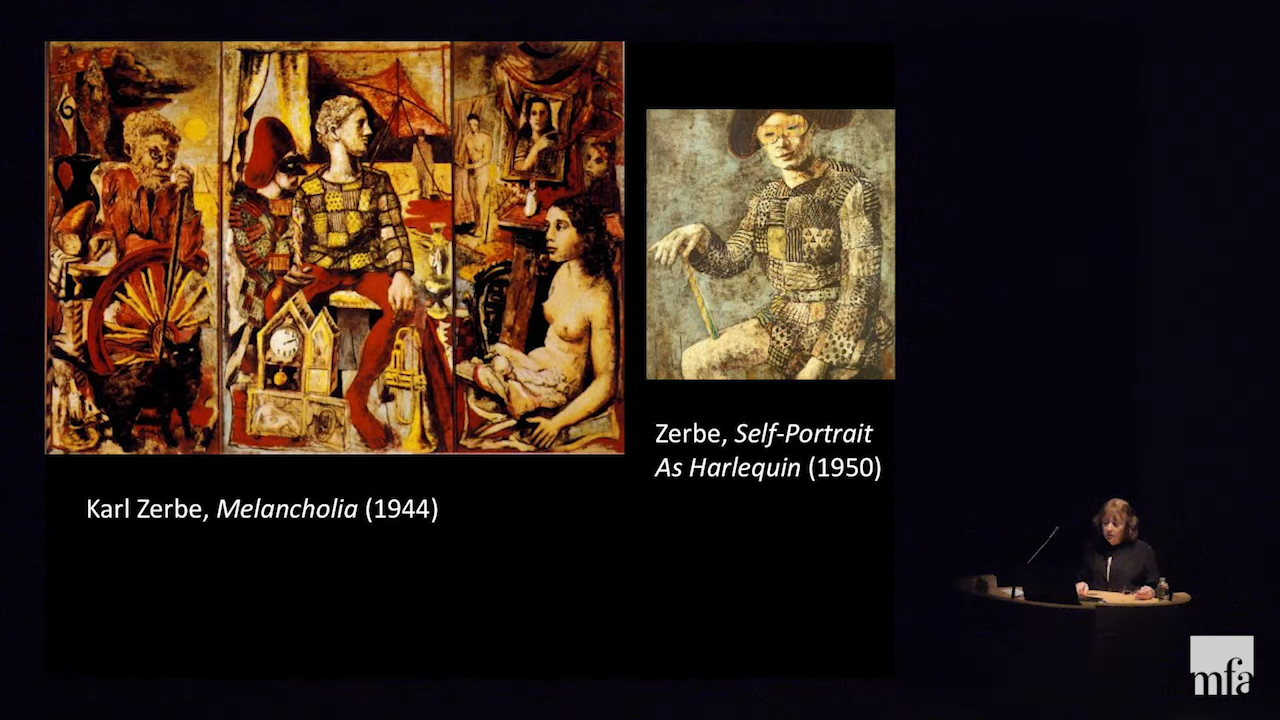 Zerbe, Self-Portrait
As Harlequin (1950)
Karl Zerbe, Melancholia (1944)
mfa